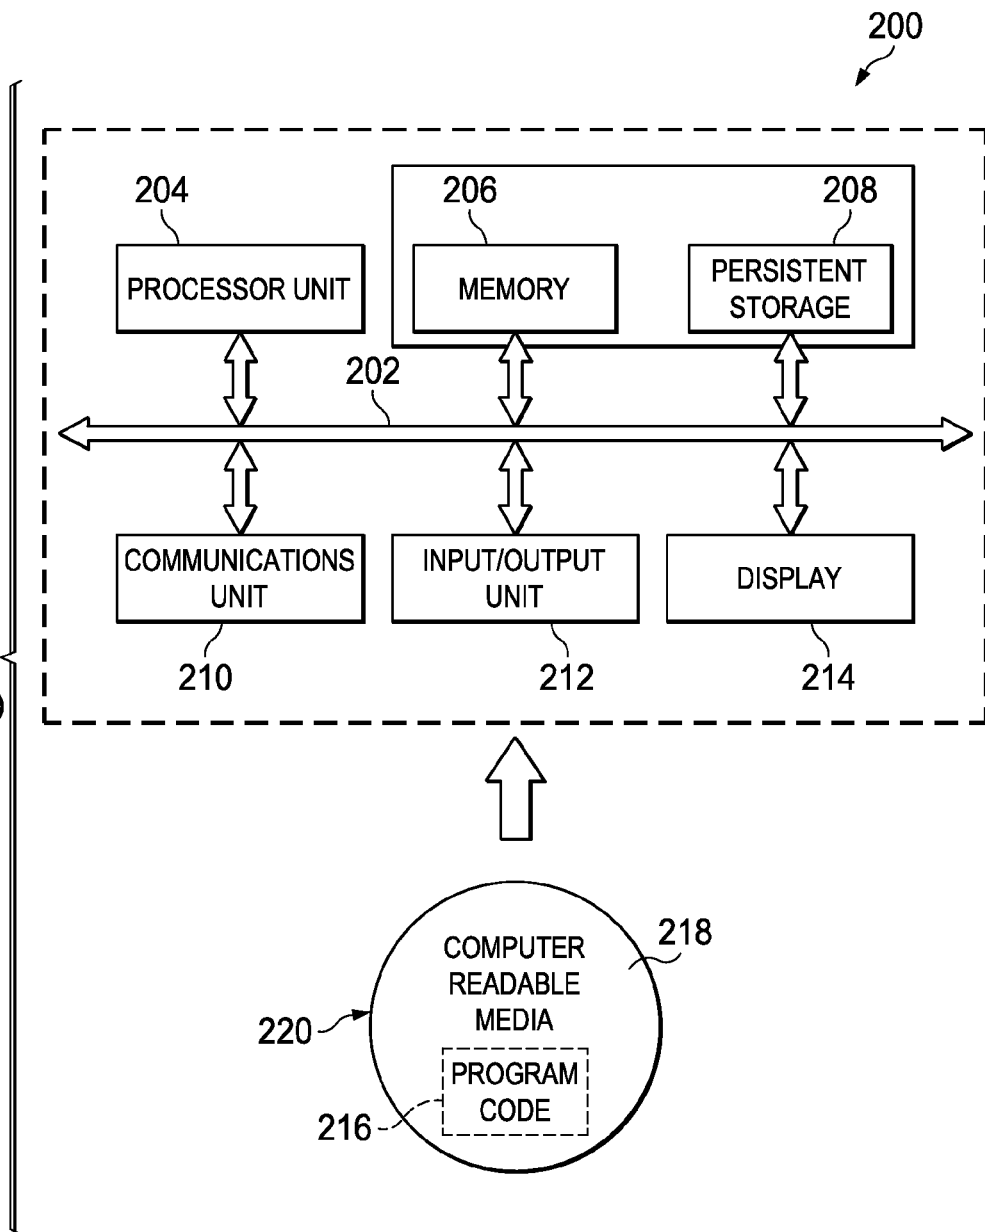 200
204
206
208
PROCESSOR UNIT
MEMORY
PERSISTENT
STORAGE
202
COMMUNICATIONS
UNIT
INPUT/OUTPUT
UNIT
DISPLAY
210
212
214
COMPUTER
READABLE
MEDIA
218
220
PROGRAM
CODE
216